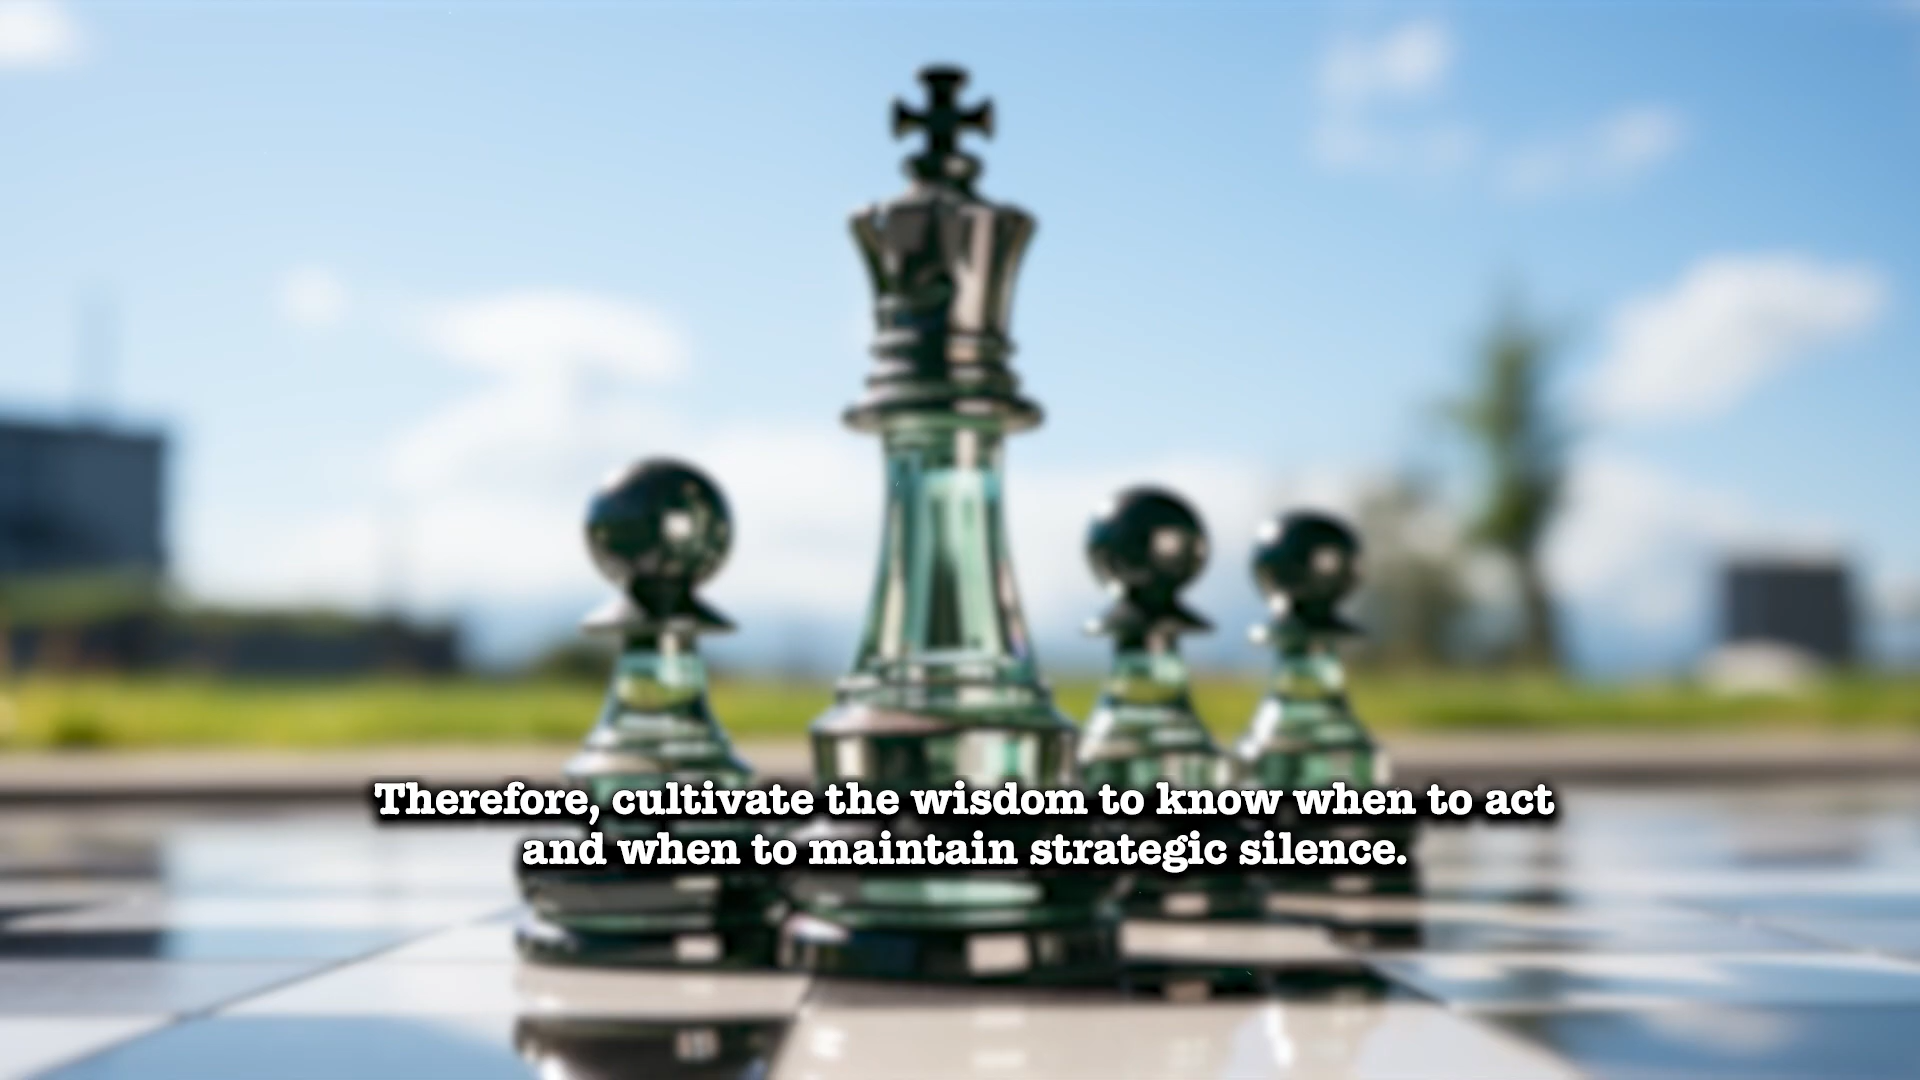 Therefore, cultivate the wisdom to know when to act
and when to maintain strategic silence.